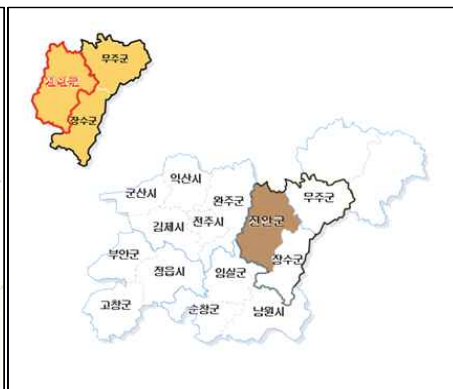 무주군
진안군
장수군
익산시
군산시
완주군
무주군
김제시
전주시
진안군
부안군
장수군
정읍시
임실군
고창군
순창군
남원시